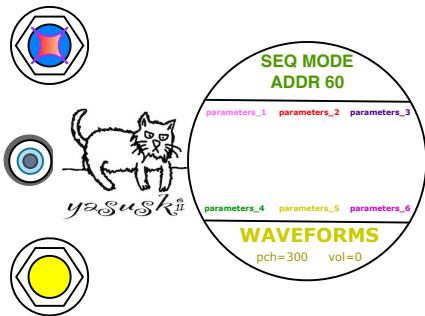 SEQ MODE
ADDR 60
parameters_1 parameters_2 parameters_3
yasuski
parameters_4 parameters_5 parameters_6
WAVEFORMS
pch=300 vol=0